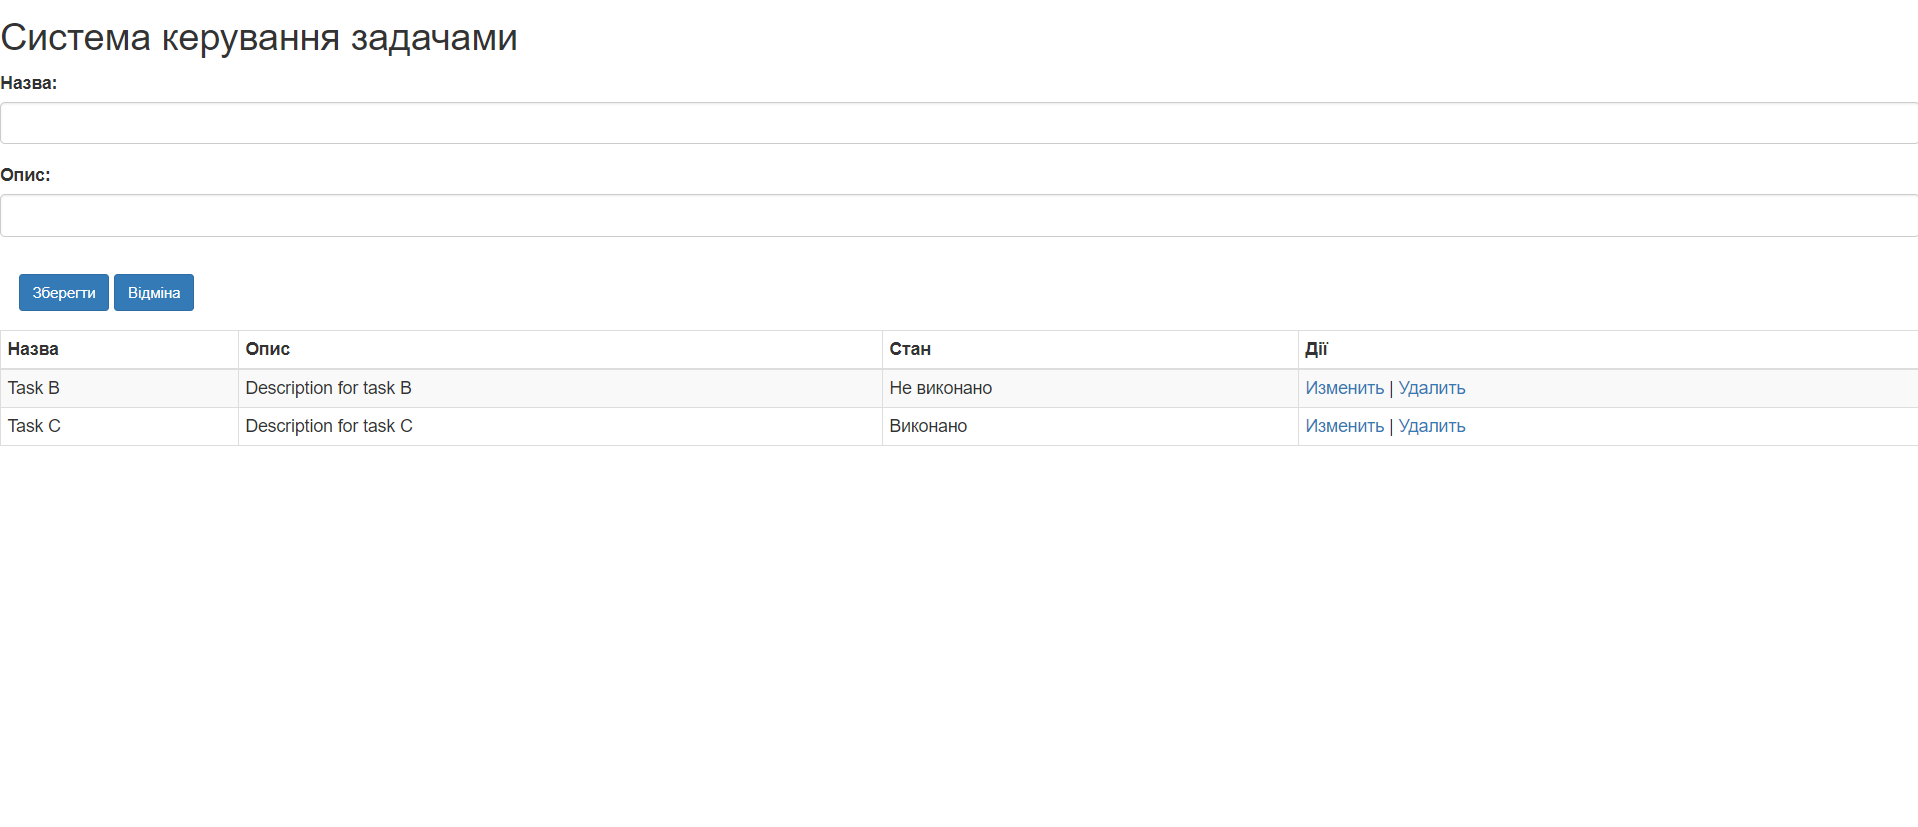 Система керування задачами
Назва:
Опис:
Зберегти Відміна
Назва Опис Стан Дії
Task B Description for task B Не виконано Изменить | Удалить
Task C Description for task C Виконано Изменить | Удалить